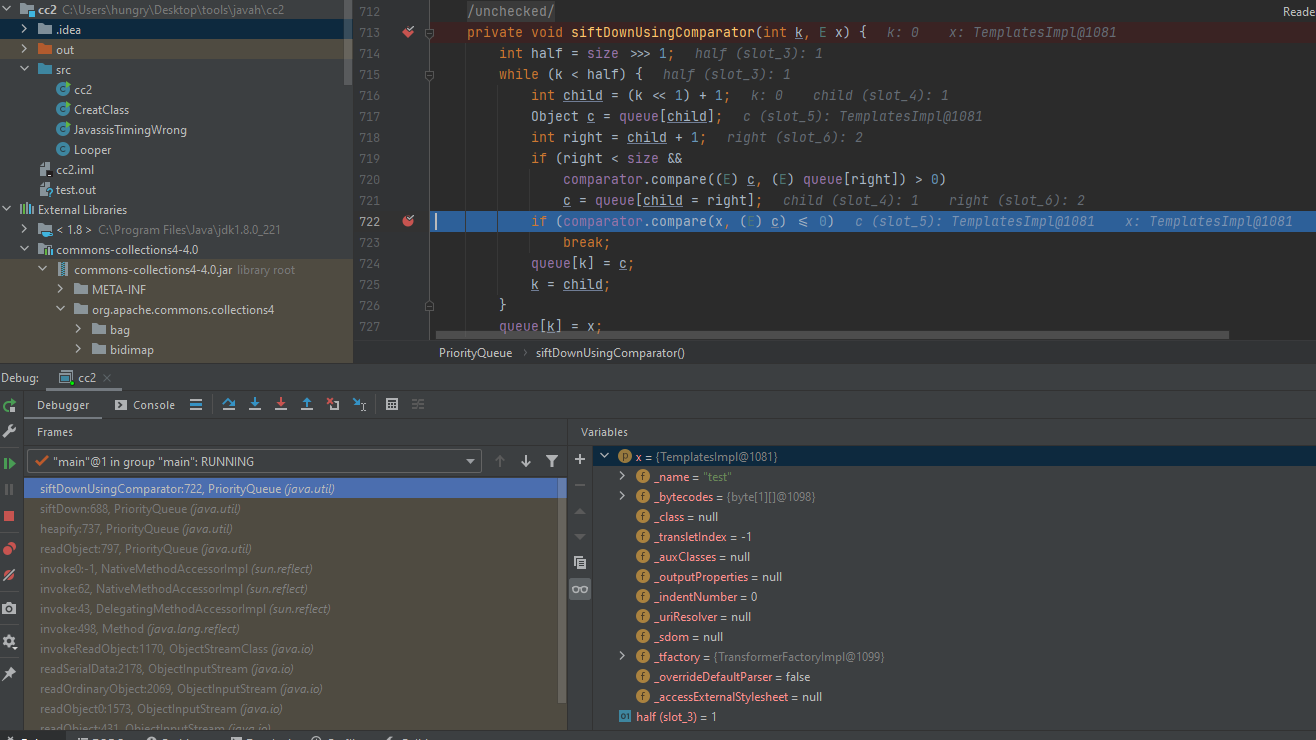 cc2 C:\Users\hungry\Desktop\tools\javah\cc2
.idea
out
src
cc2
CreatClass
JavassisTimingWrong
Looper
cc2.iml
test.out
External Libraries
< 1.8 > C:\Program Files\Java\jdk1.8.0_221
commons-collections4-4.0
commons-collections4-4.0.jar library root
META-INF
org.apache.commons.collections4
bag
bidimap
Reade
712 /unchecked/
713 private void siftDownUsingComparator(int k, E x) { k: 0 x: TemplatesImpl@1081
714 int half = size >>> 1; half (slot_3): 1
715 while (k < half) { half (slot_3): 1
716 int child = (k << 1) + 1; k: 0 child (slot_4): 1
717 Object c = queue[child]; c (slot_5): TemplatesImpl@1081
718 int right = child + 1; right (slot_6): 2
719 if (right < size &&
720 comparator.compare((E) c, (E) queue[right]) > 0)
721 c = queue[child = right]; child (slot_4): 1 right (slot_6): 2
722 if (comparator.compare(x, (E) c) <= 0) c (slot_5): TemplatesImpl@1081 x: TemplatesImpl@1081
723 break;
724 queue[k] = c;
725 k = child;
726 }
727 queue[k] = x;
PriorityQueue › siftDownUsingComparator()
Debug: cc2
Debugger Console
Frames
"main"@1 in group "main": RUNNING
siftDownUsingComparator:722, PriorityQueue (java.util)
siftDown:688, PriorityQueue (java.util)
heapify:737, PriorityQueue (java.util)
readObject:797, PriorityQueue (java.util)
invoke0:-1, NativeMethodAccessorImpl (sun.reflect)
invoke:62, NativeMethodAccessorImpl (sun.reflect)
invoke:43, DelegatingMethodAccessorImpl (sun.reflect)
invoke:498, Method (java.lang.reflect)
invokeReadObject:1170, ObjectStreamClass (java.io)
readSerialData:2178, ObjectInputStream (java.io)
readOrdinaryObject:2069, ObjectInputStream (java.io)
readObject0:1573, ObjectInputStream (java.io)
readObject:431, ObjectInputStream (java.io)
Variables
x = {TemplatesImpl@1081}
_name = "test"
_bytecodes = {byte[1][]@1098}
_class = null
_transletIndex = -1
_auxClasses = null
_outputProperties = null
_indentNumber = 0
_uriResolver = null
_sdom = null
_tfactory = {TransformerFactoryImpl@1099}
_overrideDefaultParser = false
_accessExternalStylesheet = null
half (slot_3) = 1